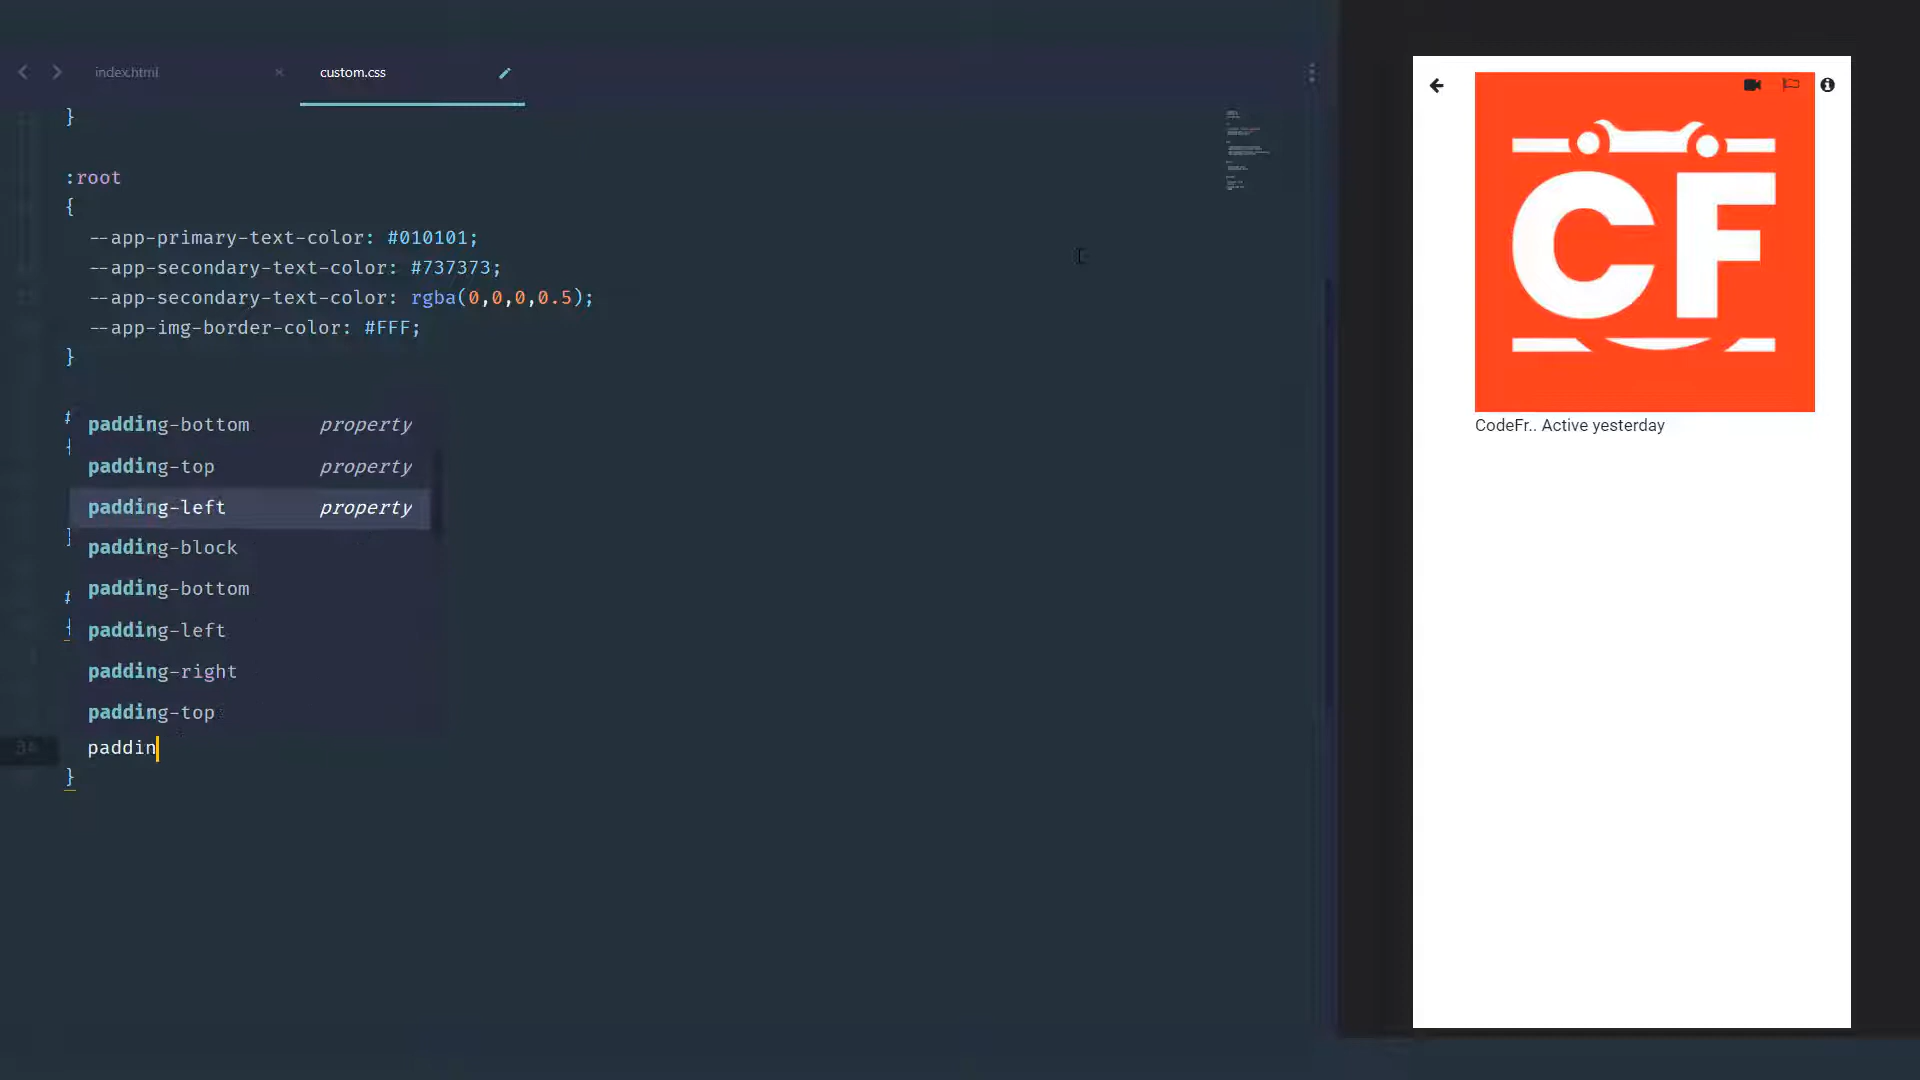 index.html
custom.css
}
:root
{
--app-primary-text-color: #010101;
--app-secondary-text-color: #737373;
--app-secondary-text-color: rgba(0,0,0,0.5);
--app-img-border-color: #FFF;
}
#
{
padding-bottom property
padding-top property
padding-left property
padding-block
}
padding-bottom
#
padding-left
{
padding-right
padding-top
34 paddin
}
CF
CodeFr.. Active yesterday